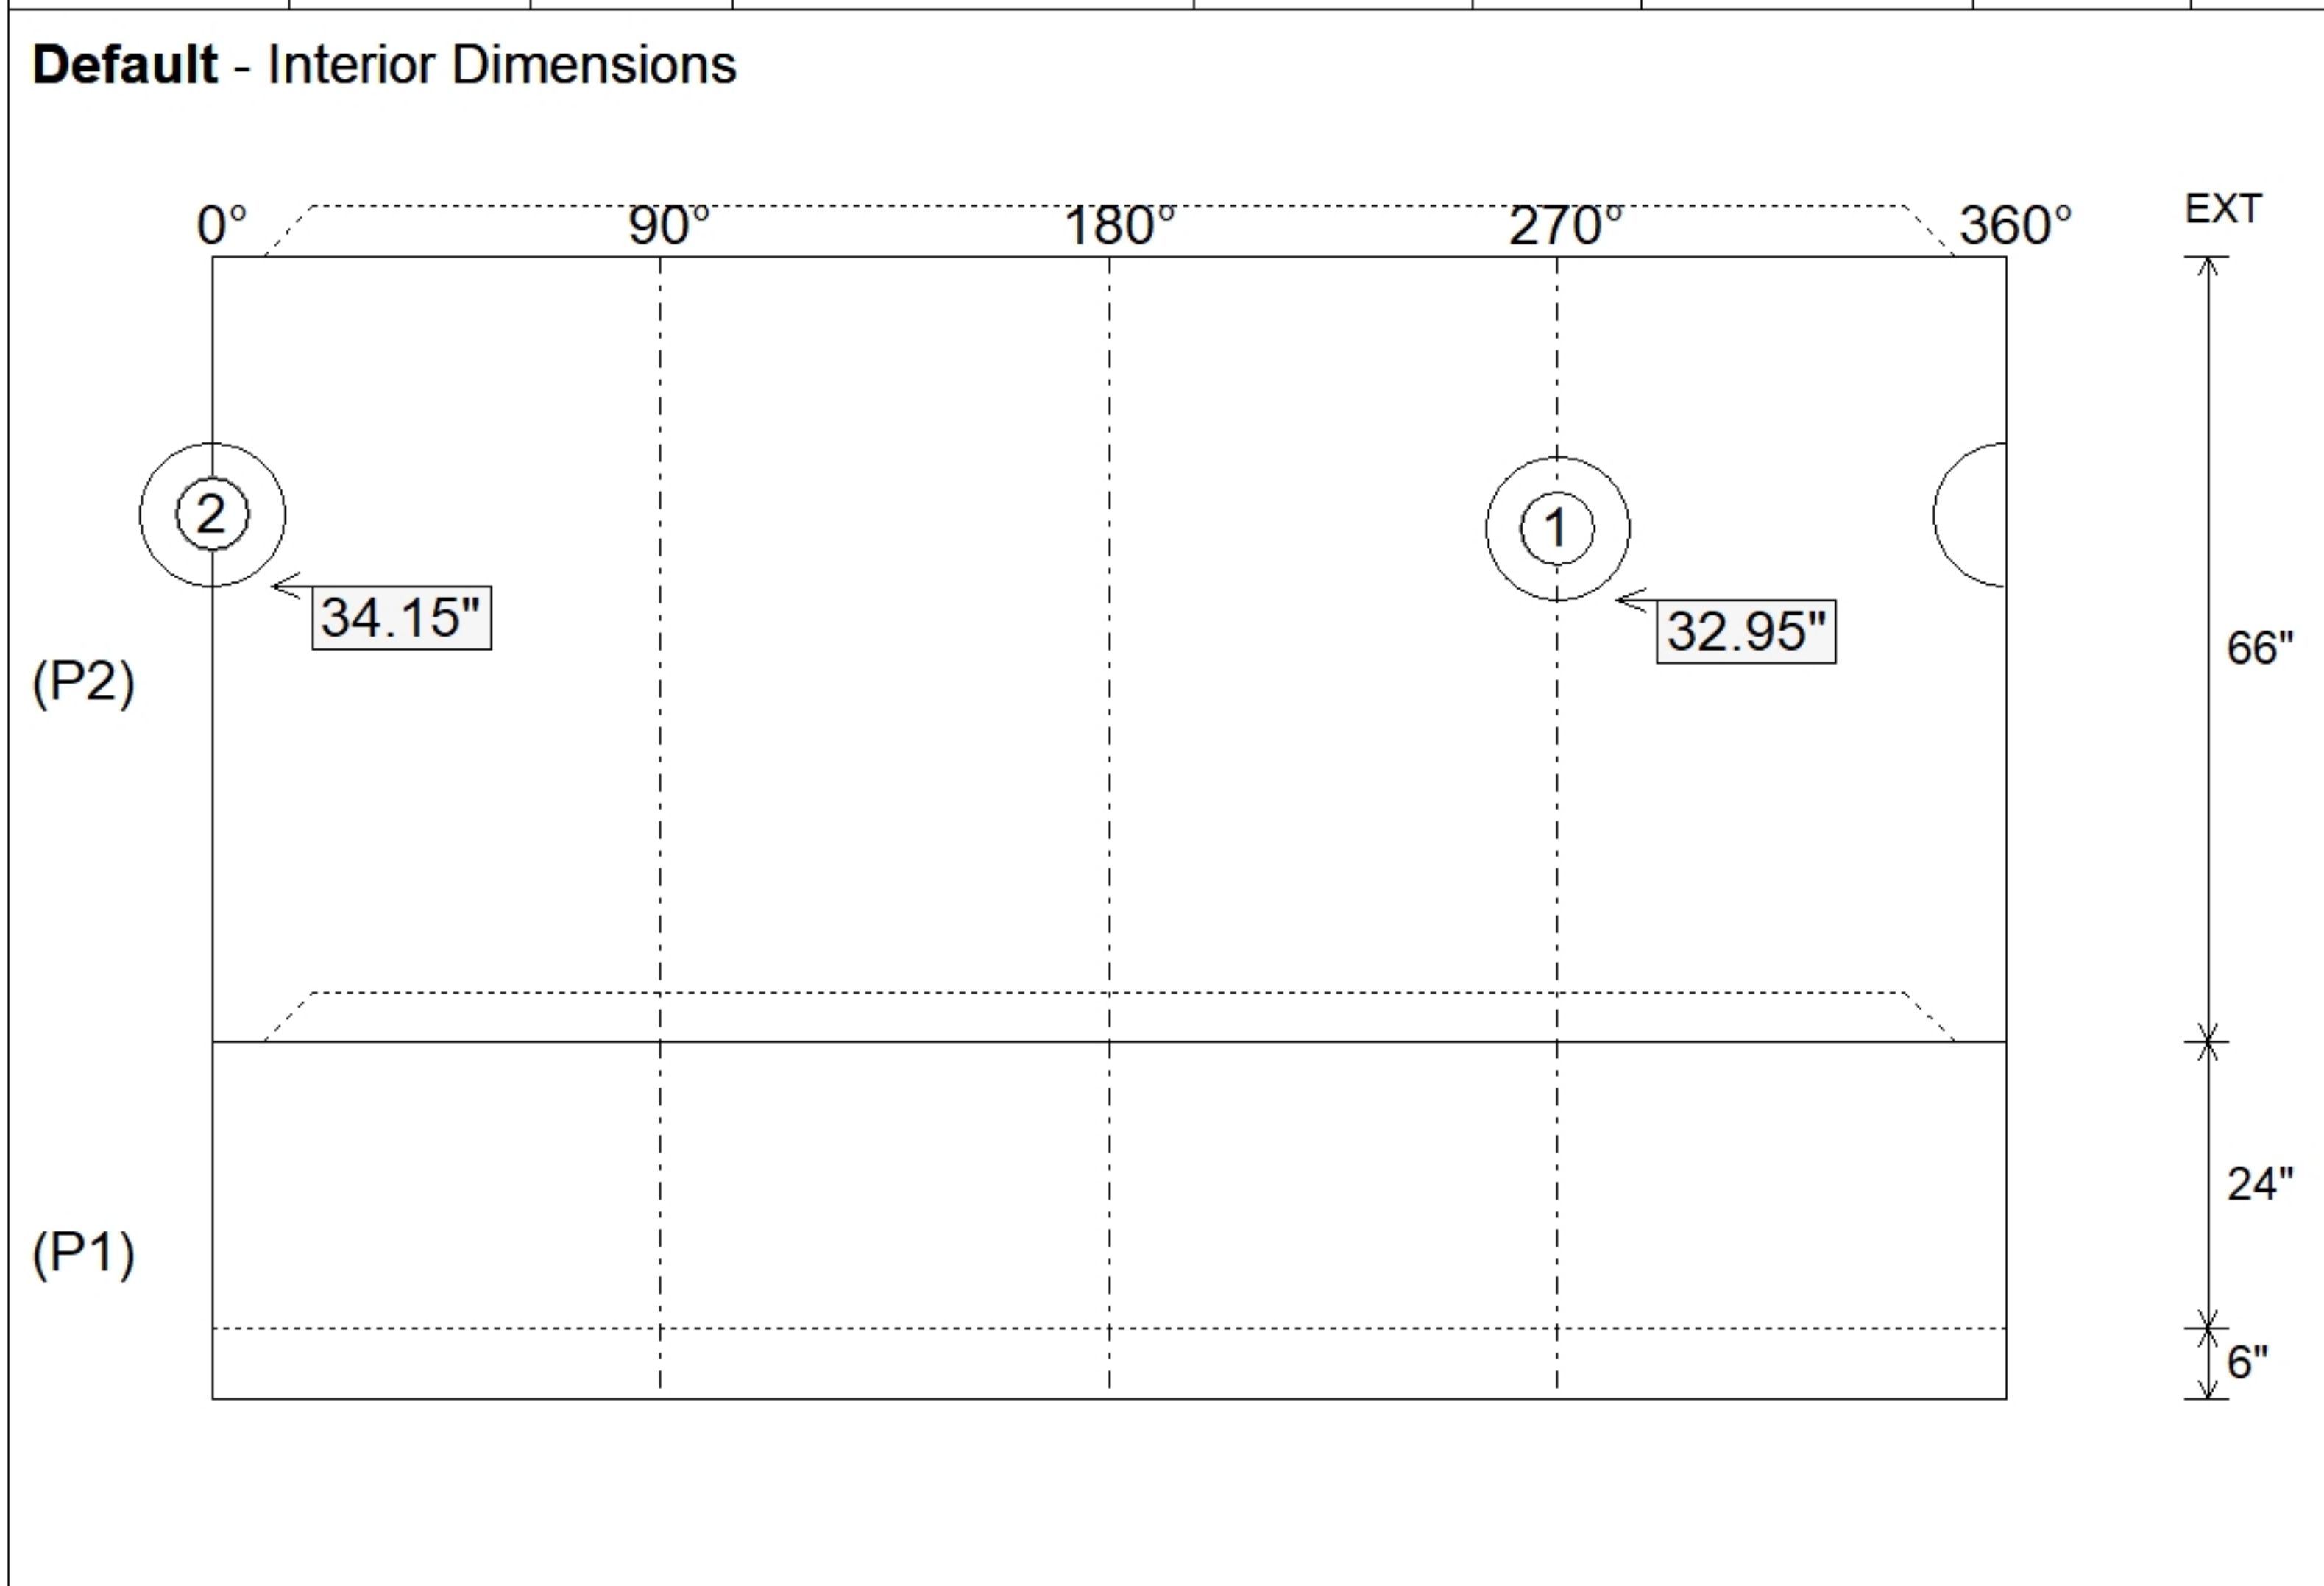 Default - Interior Dimensions
EXT
0° 90° 180° 270° 360°
2
1
34.15"
32.95"
66"
(P2)
24"
(P1)
6"